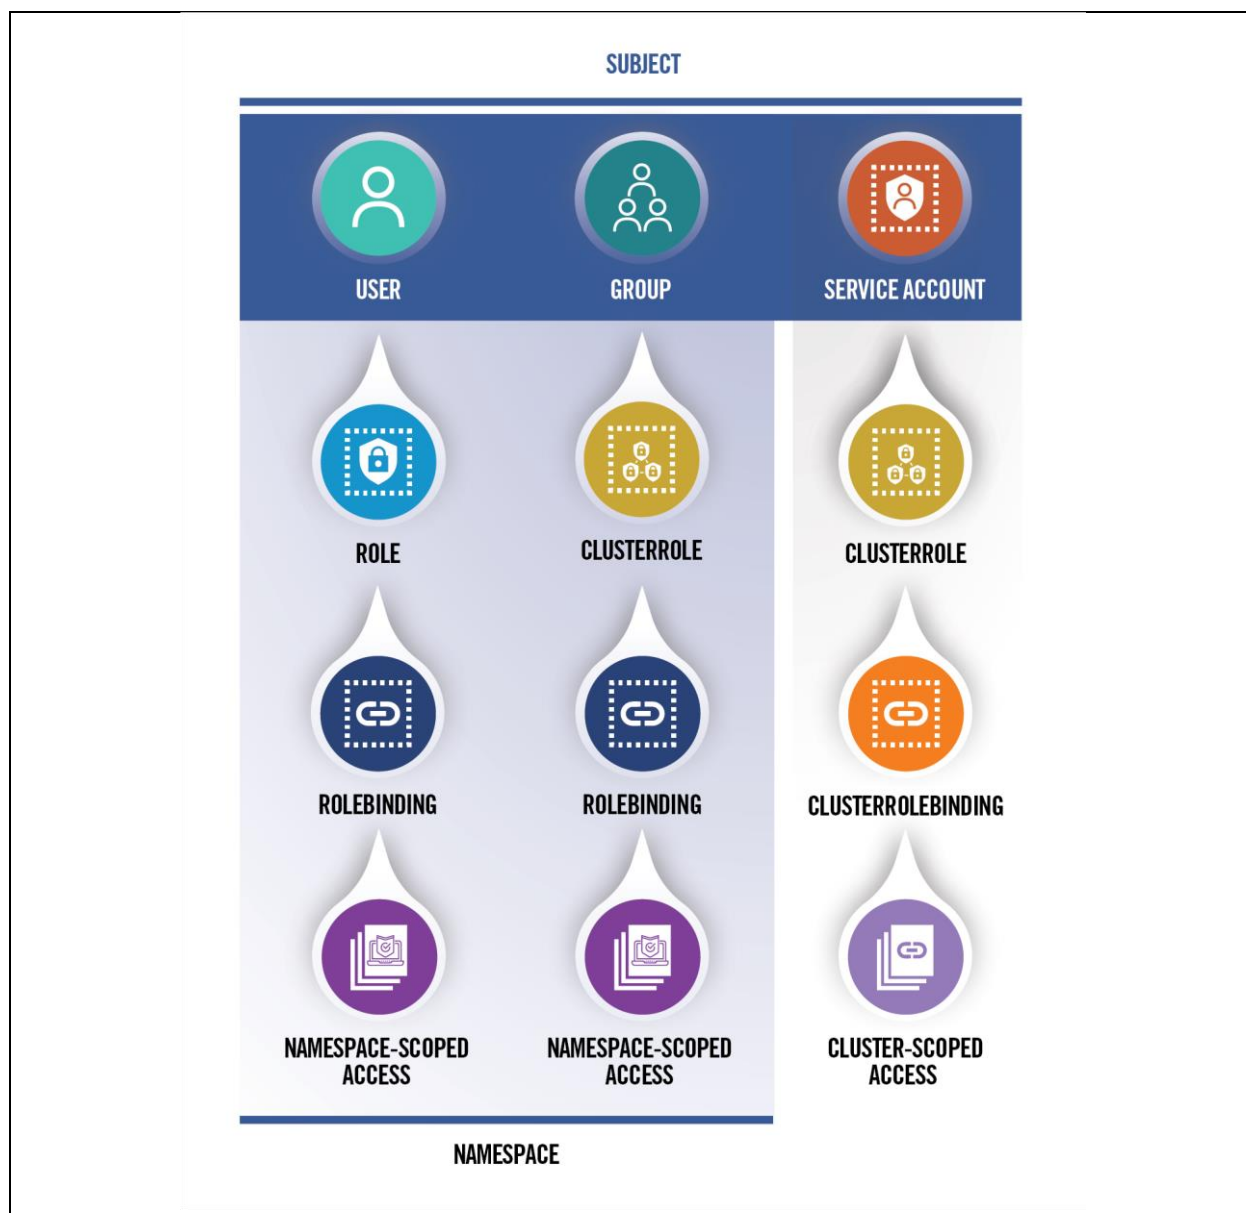 SUBJECT
USER
GROUP
SERVICE ACCOUNT
ROLE
CLUSTERROLE
CLUSTERROLE
ROLEBINDING
ROLEBINDING
CLUSTERROLEBINDING
NAMESPACE-SCOPED
ACCESS
NAMESPACE-SCOPED
ACCESS
CLUSTER-SCOPED
ACCESS
NAMESPACE